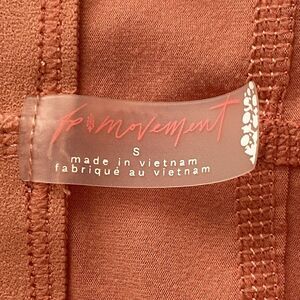 fp movement
S
made in vietnam
fabriqué au vietnam